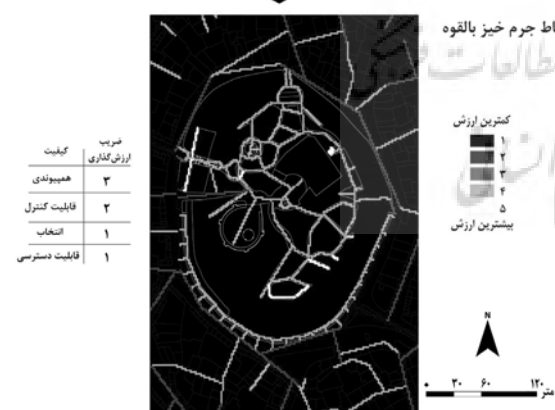 اط جرم خیز بالقوه
کمترین ارزش
۱
۲
۳
۴
۵
بیشترین ارزش
کیفیت ضریب ارزش‌گذاری
همپیوندی ۳
قابلیت کنترل ۲
انتخاب ۱
قابلیت دسترسی ۱
N
۰ ۳۰ ۶۰ ۱۲۰
متر